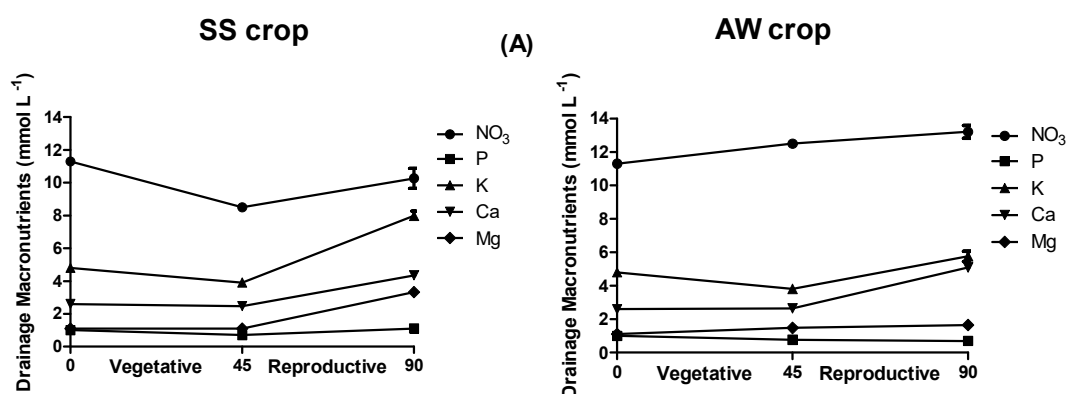 SS crop
(A)
AW crop
Drainage Macronutrients (mmol L -1)
14
12
10
8
6
4
2
0
0
Vegetative
45
Reproductive
90
NO3
P
K
Ca
Mg
Drainage Macronutrients (mmol L -1)
14
12
10
8
6
4
2
0
0
Vegetative
45
Reproductive
90
NO3
P
K
Ca
Mg